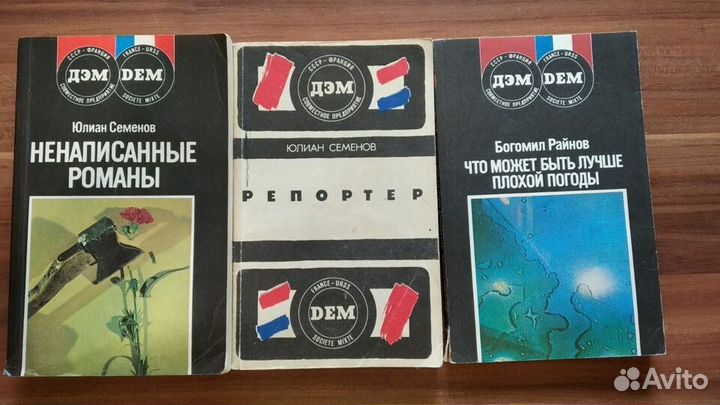 СССР - ФРАНЦИЯ
ДЭМ
СОВМЕСТНОЕ ПРЕДПРИЯТИЕ
FRANCE - URSS
DEM
SOCIETE MIXTE
Юлиан Семенов
НЕНАПИСАННЫЕ
РОМАНЫ
СССР - ФРАНЦИЯ
ДЭМ
СОВМЕСТНОЕ ПРЕДПРИЯТИЕ
ЮЛИАН СЕМЕНОВ
РЕПОРТЕР
FRANCE - URSS
DEM
SOCIETE MIXTE
СССР - ФРАНЦИЯ
ДЭМ
СОВМЕСТНОЕ ПРЕДПРИЯТИЕ
FRANCE - URSS
DEM
SOCIETE MIXTE
Богомил Райнов
ЧТО МОЖЕТ БЫТЬ ЛУЧШЕ
ПЛОХОЙ ПОГОДЫ
Avito